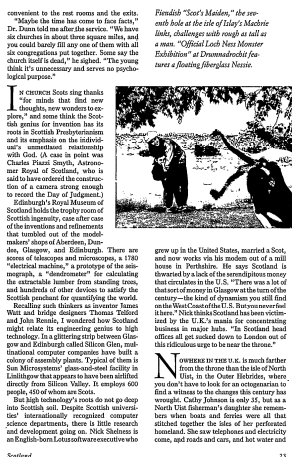 convenient to the rest rooms and the exits.
"Maybe the time has come to face facts,"
Dr. Dunn told me after the service. "We have
six churches in about three square miles, and
you could barely fill any one of them with all
six congregations put together. Some say the
church itself is dead," he sighed. "The young
think it's unnecessary and serves no psycho-
logical purpose."
IN CHURCH Scots sing thanks
"for minds that find new
thoughts, new wonders to ex-
plore," and some think the Scot-
tish genius for invention has its
roots in Scottish Presbyterianism
and its emphasis on the individ-
ual's unmediated relationship
with God. (A case in point was
Charles Piazzi Smyth, Astrono-
mer Royal of Scotland, who is
said to have ordered the construc-
tion of a camera strong enough
to record the Day of Judgment.)
Edinburgh's Royal Museum of
Scotland holds the trophy room of
Scottish ingenuity, case after case
of the inventions and refinements
that tumbled out of the model-
makers' shops of Aberdeen, Dun-
dee, Glasgow, and Edinburgh. There are
scores of telescopes and microscopes, a 1780
"electrical machine," a prototype of the seis-
mograph, a "dendrometer" for calculating
the extractable lumber from standing trees,
and hundreds of other devices to satisfy the
Scottish penchant for quantifying the world.
Recalling such thinkers as inventor James
Watt and bridge designers Thomas Telford
and John Rennie, I wondered how Scotland
might relate its engineering genius to high
technology. In a glittering strip between Glas-
gow and Edinburgh called Silicon Glen, mul-
tinational computer companies have built a
colony of assembly plants. Typical of them is
Sun Microsystems' glass-and-steel facility in
Linlithgow that appears to have been airlifted
directly from Silicon Valley. It employs 600
people, 450 of whom are Scots.
But high technology's roots do not go deep
into Scottish soil. Despite Scottish universi-
ties' internationally recognized computer
science departments, there is little research
and development going on. Nick Shelness is
an English-born Lotus software executive who
Fiendish "Scot's Maiden," the sev-
enth hole at the isle of Islay's Machrie
links, challenges with rough as tall as
a man. "Official Loch Ness Monster
Exhibition" at Drumnadrochit fea-
tures a floating fiberglass Nessie.
grew up in the United States, married a Scot,
and now works via his modem out of a mill
house in Perthshire. He says Scotland is
thwarted by a lack of the serendipitous money
that circulates in the U.S. "There was a lot of
that sort of money in Glasgow at the turn of the
century—the kind of dynamism you still find
on the West Coast of the U.S. But you never feel
it here." Nick thinks Scotland has been victim-
ized by the U.K.'s mania for concentrating
business in major hubs. "In Scotland head
offices all get sucked down to London out of
this ridiculous urge to be near the throne."
NOWHERE IN THE U.K. is much farther
from the throne than the isle of North
Uist, in the Outer Hebrides, where
you don't have to look for an octogenarian to
find a witness to the changes this century has
wrought. Cathy Johnson is only 35, but as a
North Uist fisherman's daughter she remem-
bers when boats and ferries were all that
stitched together the isles of her perforated
homeland. She saw telephones and electricity
come, and roads and cars, and hot water and
Scotland
23